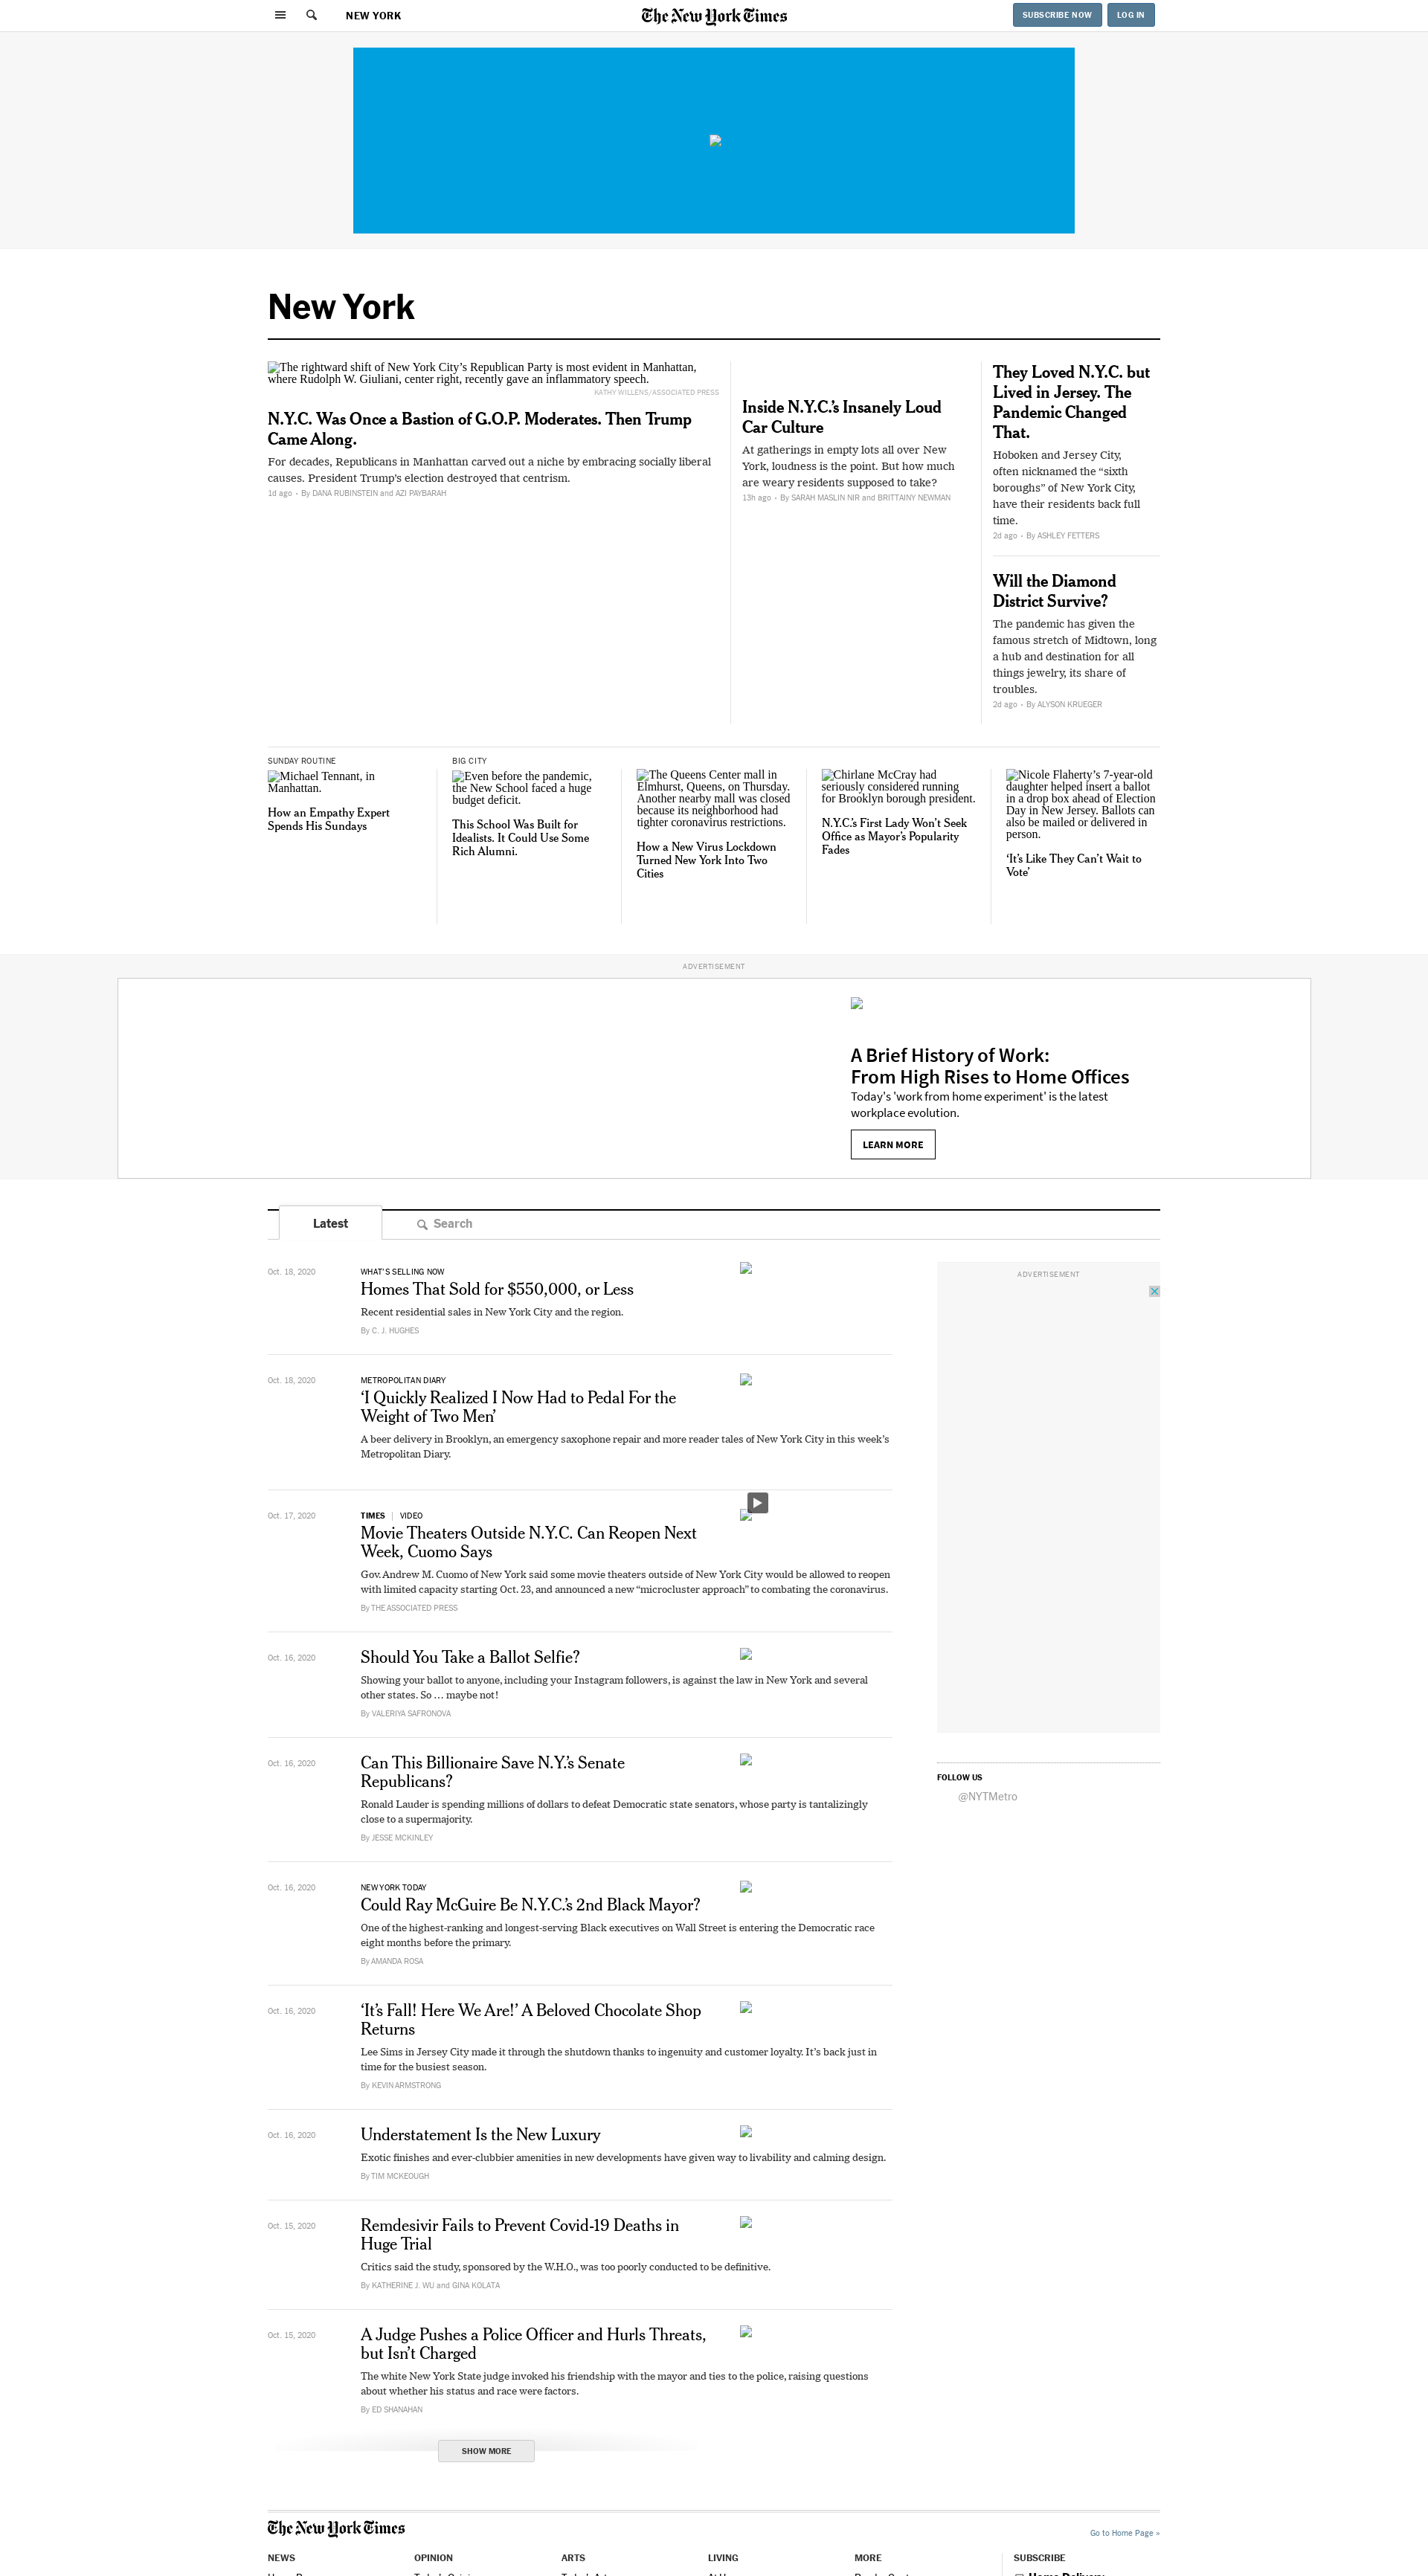 NEW YORK
The New York Times
SUBSCRIBE NOW
LOG IN
New York
The rightward shift of New York City’s Republican Party is most evident in Manhattan,
where Rudolph W. Giuliani, center right, recently gave an inflammatory speech.
KATHY WILLENS/ASSOCIATED PRESS
N.Y.C. Was Once a Bastion of G.O.P. Moderates. Then Trump
Came Along.
For decades, Republicans in Manhattan carved out a niche by embracing socially liberal
causes. President Trump’s election destroyed that centrism.
1d ago • By DANA RUBINSTEIN and AZI PAYBARAH
Inside N.Y.C.’s Insanely Loud
Car Culture
At gatherings in empty lots all over New
York, loudness is the point. But how much
are weary residents supposed to take?
13h ago • By SARAH MASLIN NIR and BRITTAINY NEWMAN
They Loved N.Y.C. but
Lived in Jersey. The
Pandemic Changed
That.
Hoboken and Jersey City,
often nicknamed the “sixth
boroughs” of New York City,
have their residents back full
time.
2d ago • By ASHLEY FETTERS
Will the Diamond
District Survive?
The pandemic has given the
famous stretch of Midtown, long
a hub and destination for all
things jewelry, its share of
troubles.
2d ago • By ALYSON KRUEGER
SUNDAY ROUTINE
Michael Tennant, in
Manhattan.
How an Empathy Expert
Spends His Sundays
BIG CITY
Even before the pandemic,
the New School faced a huge
budget deficit.
This School Was Built for
Idealists. It Could Use Some
Rich Alumni.
The Queens Center mall in
Elmhurst, Queens, on Thursday.
Another nearby mall was closed
because its neighborhood had
tighter coronavirus restrictions.
How a New Virus Lockdown
Turned New York Into Two
Cities
Chirlane McCray had
seriously considered running
for Brooklyn borough president.
N.Y.C.’s First Lady Won’t Seek
Office as Mayor’s Popularity
Fades
Nicole Flaherty’s 7-year-old
daughter helped insert a ballot
in a drop box ahead of Election
Day in New Jersey. Ballots can
also be mailed or delivered in
person.
‘It’s Like They Can’t Wait to
Vote’
ADVERTISEMENT
A Brief History of Work:
From High Rises to Home Offices
Today's 'work from home experiment' is the latest
workplace evolution.
LEARN MORE
Latest
Search
Oct. 18, 2020
WHAT’S SELLING NOW
Homes That Sold for $550,000, or Less
Recent residential sales in New York City and the region.
By C. J. HUGHES
Oct. 18, 2020
METROPOLITAN DIARY
‘I Quickly Realized I Now Had to Pedal For the
Weight of Two Men’
A beer delivery in Brooklyn, an emergency saxophone repair and more reader tales of New York City in this week’s
Metropolitan Diary.
Oct. 17, 2020
TIMES | VIDEO
Movie Theaters Outside N.Y.C. Can Reopen Next
Week, Cuomo Says
Gov. Andrew M. Cuomo of New York said some movie theaters outside of New York City would be allowed to reopen
with limited capacity starting Oct. 23, and announced a new “microcluster approach” to combating the coronavirus.
By THE ASSOCIATED PRESS
Oct. 16, 2020
Should You Take a Ballot Selfie?
Showing your ballot to anyone, including your Instagram followers, is against the law in New York and several
other states. So … maybe not!
By VALERIYA SAFRONOVA
Oct. 16, 2020
Can This Billionaire Save N.Y.’s Senate
Republicans?
Ronald Lauder is spending millions of dollars to defeat Democratic state senators, whose party is tantalizingly
close to a supermajority.
By JESSE MCKINLEY
Oct. 16, 2020
NEW YORK TODAY
Could Ray McGuire Be N.Y.C.’s 2nd Black Mayor?
One of the highest-ranking and longest-serving Black executives on Wall Street is entering the Democratic race
eight months before the primary.
By AMANDA ROSA
Oct. 16, 2020
‘It’s Fall! Here We Are!’ A Beloved Chocolate Shop
Returns
Lee Sims in Jersey City made it through the shutdown thanks to ingenuity and customer loyalty. It’s back just in
time for the busiest season.
By KEVIN ARMSTRONG
Oct. 16, 2020
Understatement Is the New Luxury
Exotic finishes and ever-clubbier amenities in new developments have given way to livability and calming design.
By TIM MCKEOUGH
Oct. 15, 2020
Remdesivir Fails to Prevent Covid-19 Deaths in
Huge Trial
Critics said the study, sponsored by the W.H.O., was too poorly conducted to be definitive.
By KATHERINE J. WU and GINA KOLATA
Oct. 15, 2020
A Judge Pushes a Police Officer and Hurls Threats,
but Isn’t Charged
The white New York State judge invoked his friendship with the mayor and ties to the police, raising questions
about whether his status and race were factors.
By ED SHANAHAN
SHOW MORE
ADVERTISEMENT
FOLLOW US
@NYTMetro
The New York Times
Go to Home Page »
NEWS
OPINION
ARTS
LIVING
MORE
SUBSCRIBE